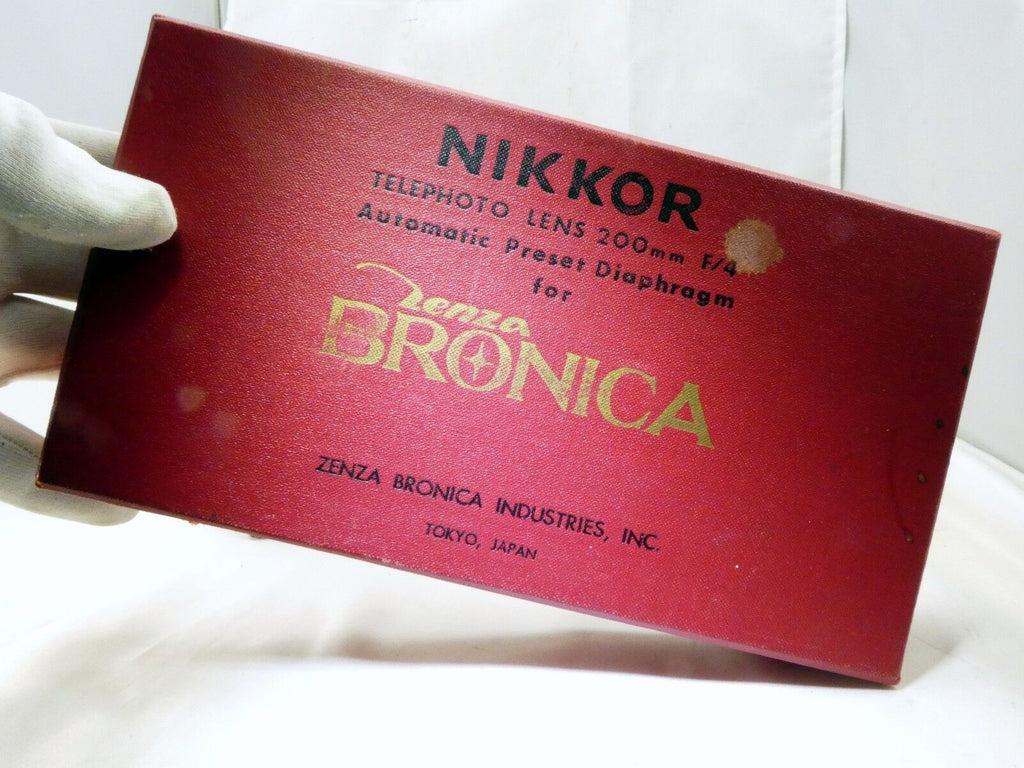 NIKKOR
TELEPHOTO LENS 200mm F/4
Automatic Preset Diaphragm
for
Zenza
BRONICA
ZENZA BRONICA INDUSTRIES, INC.
TOKYO, JAPAN